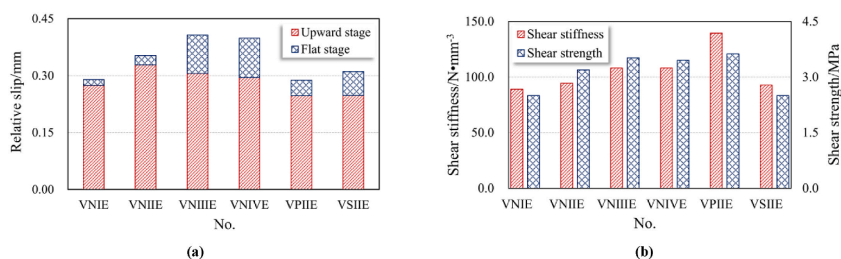 0.45
0.30
0.15
0.00
Relative slip/mm
Upward stage
Flat stage
VNIE VNIIE VNIIIE VNIVE VPIIE VSIIE
No.
(a)
150.0
100.0
50.0
0.0
Shear stiffness/N•mm⁻³
Shear stiffness
Shear strength
4.5
3.0
1.5
0.0
Shear strength/MPa
VNIE VNIIE VNIIIE VNIVE VPIIE VSIIE
No.
(b)